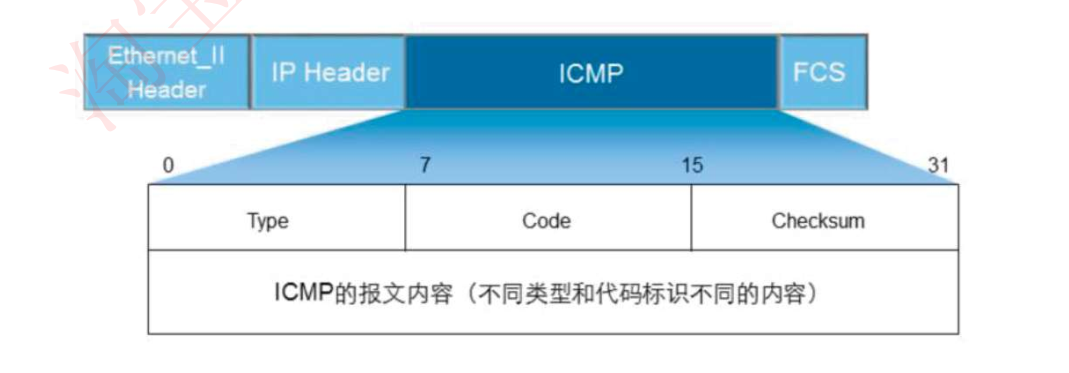 Ethernet_II
Header
IP Header
ICMP
FCS
0
7
15
31
Type
Code
Checksum
ICMP的报文内容（不同类型和代码标识不同的内容）